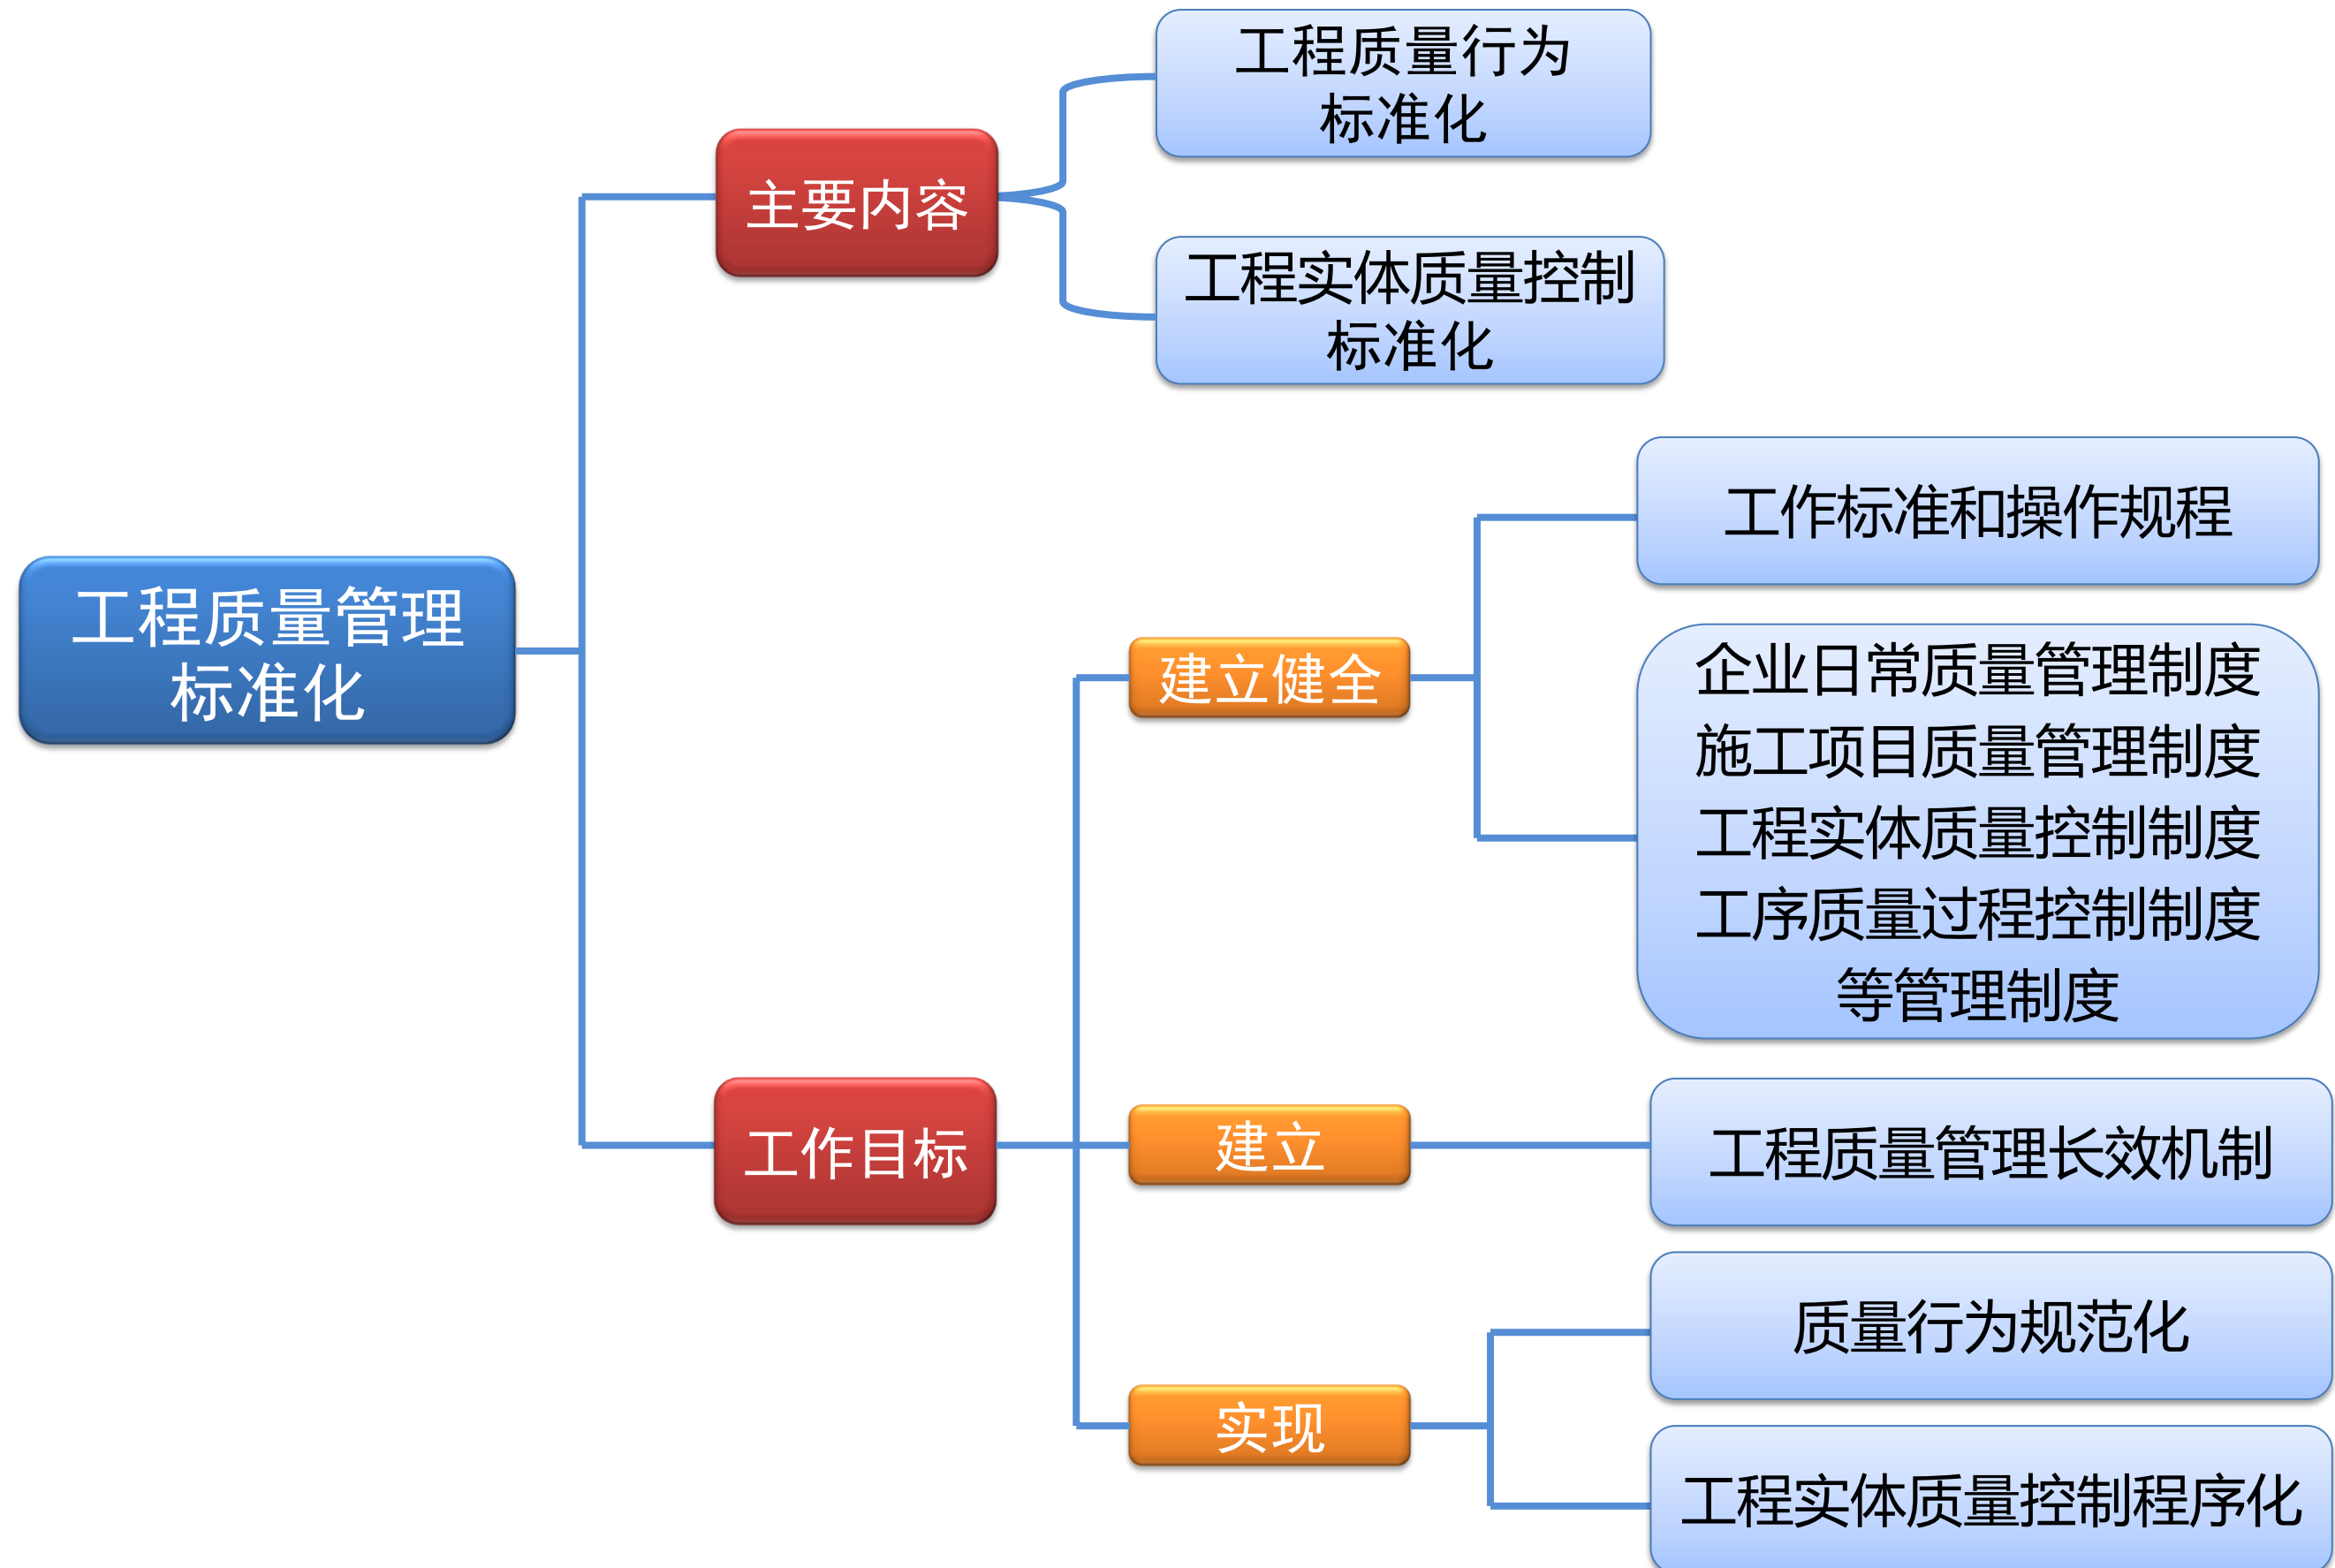 工程质量行为
标准化
主要内容
工程实体质量控制
标准化
工作标准和操作规程
工程质量管理
标准化
建立健全
企业日常质量管理制度
施工项目质量管理制度
工程实体质量控制制度
工序质量过程控制制度
等管理制度
工作目标
建立
工程质量管理长效机制
质量行为规范化
实现
工程实体质量控制程序化